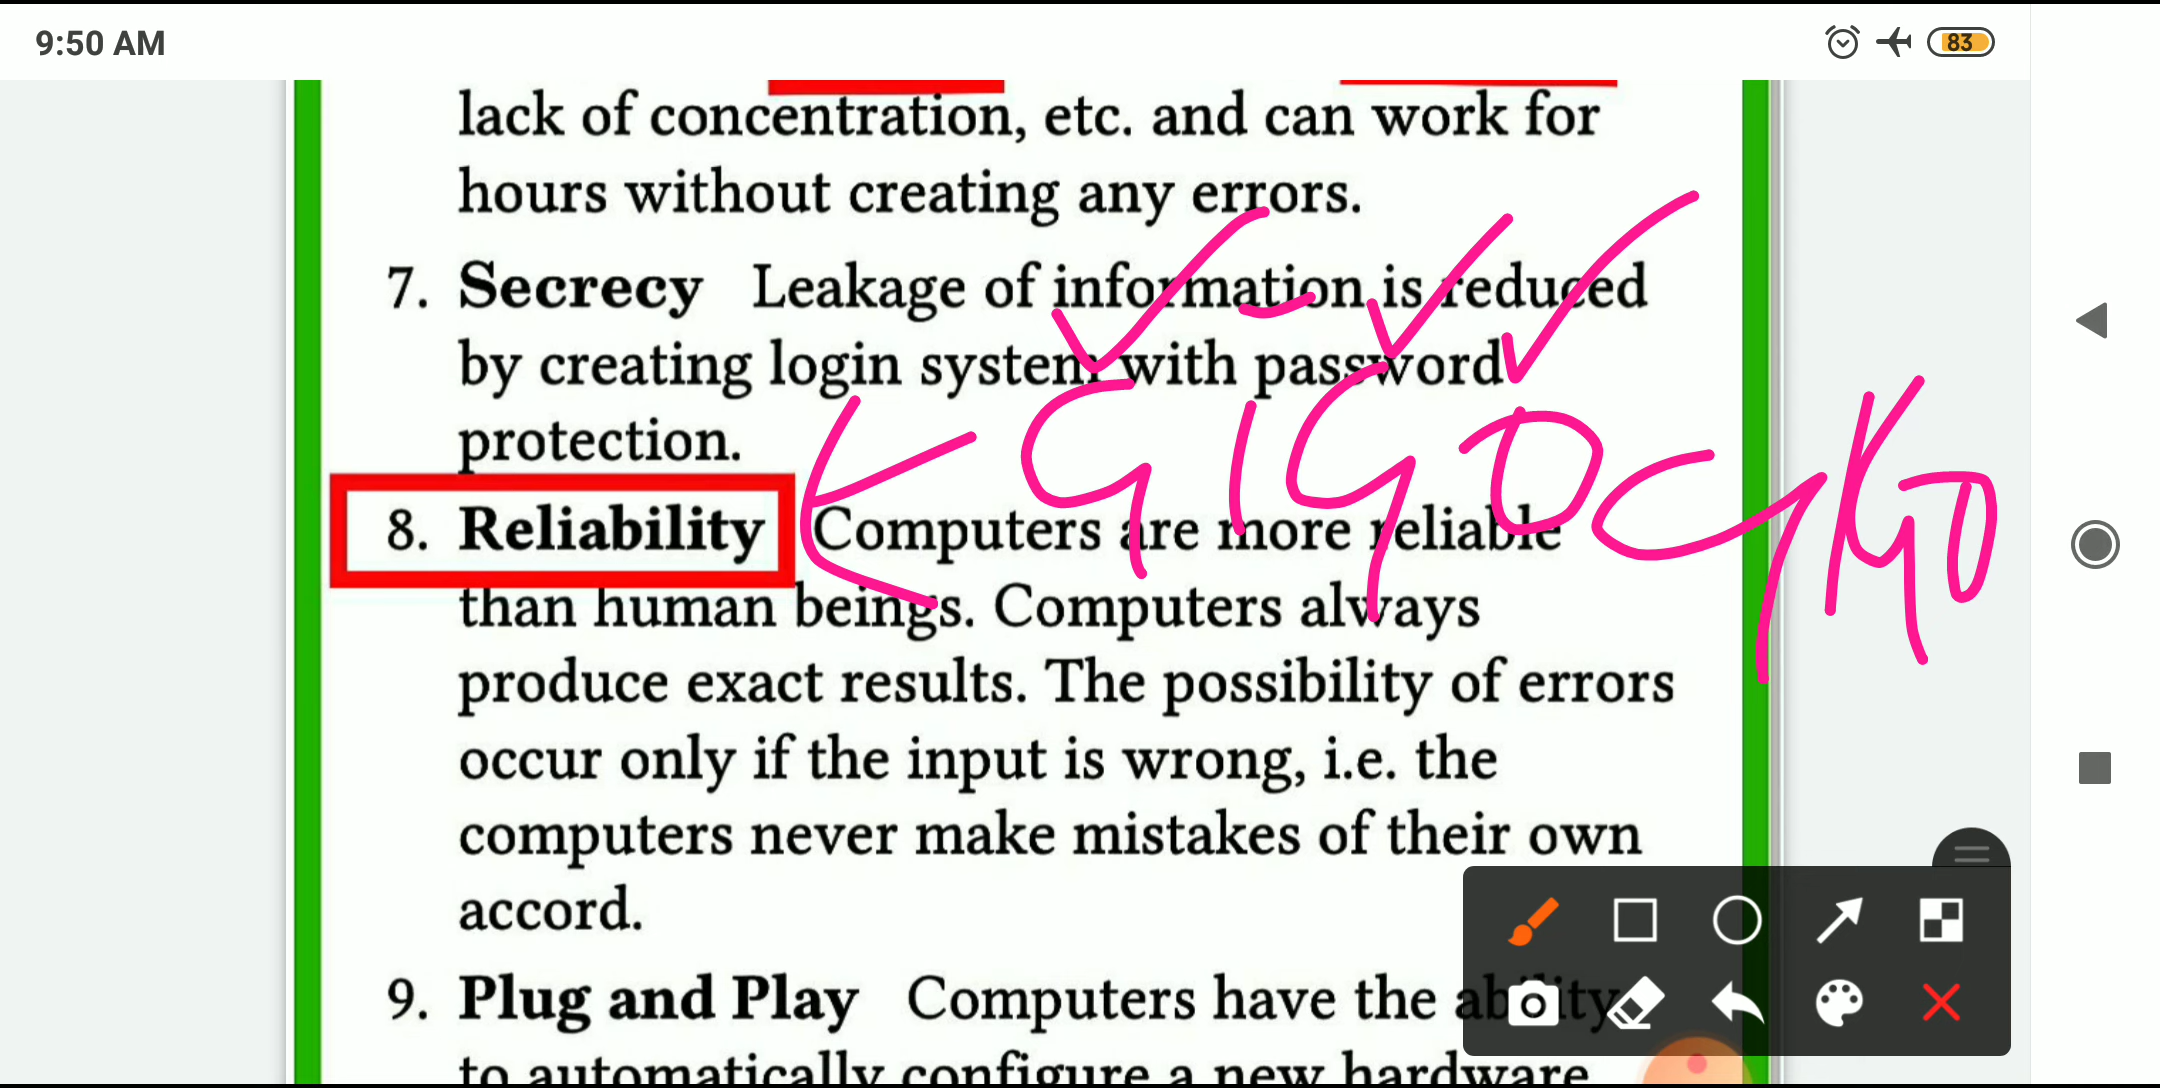 9:50 AM
83
lack of concentration, etc. and can work for
hours without creating any errors.
7. Secrecy Leakage of information is reduced
by creating login system with password
protection.
GIGO
8. Reliability Computers are more reliable
than human beings. Computers always
produce exact results. The possibility of errors
occur only if the input is wrong, i.e. the
computers never make mistakes of their own
accord.
9. Plug and Play Computers have the ability
to automatically configure a new hardware